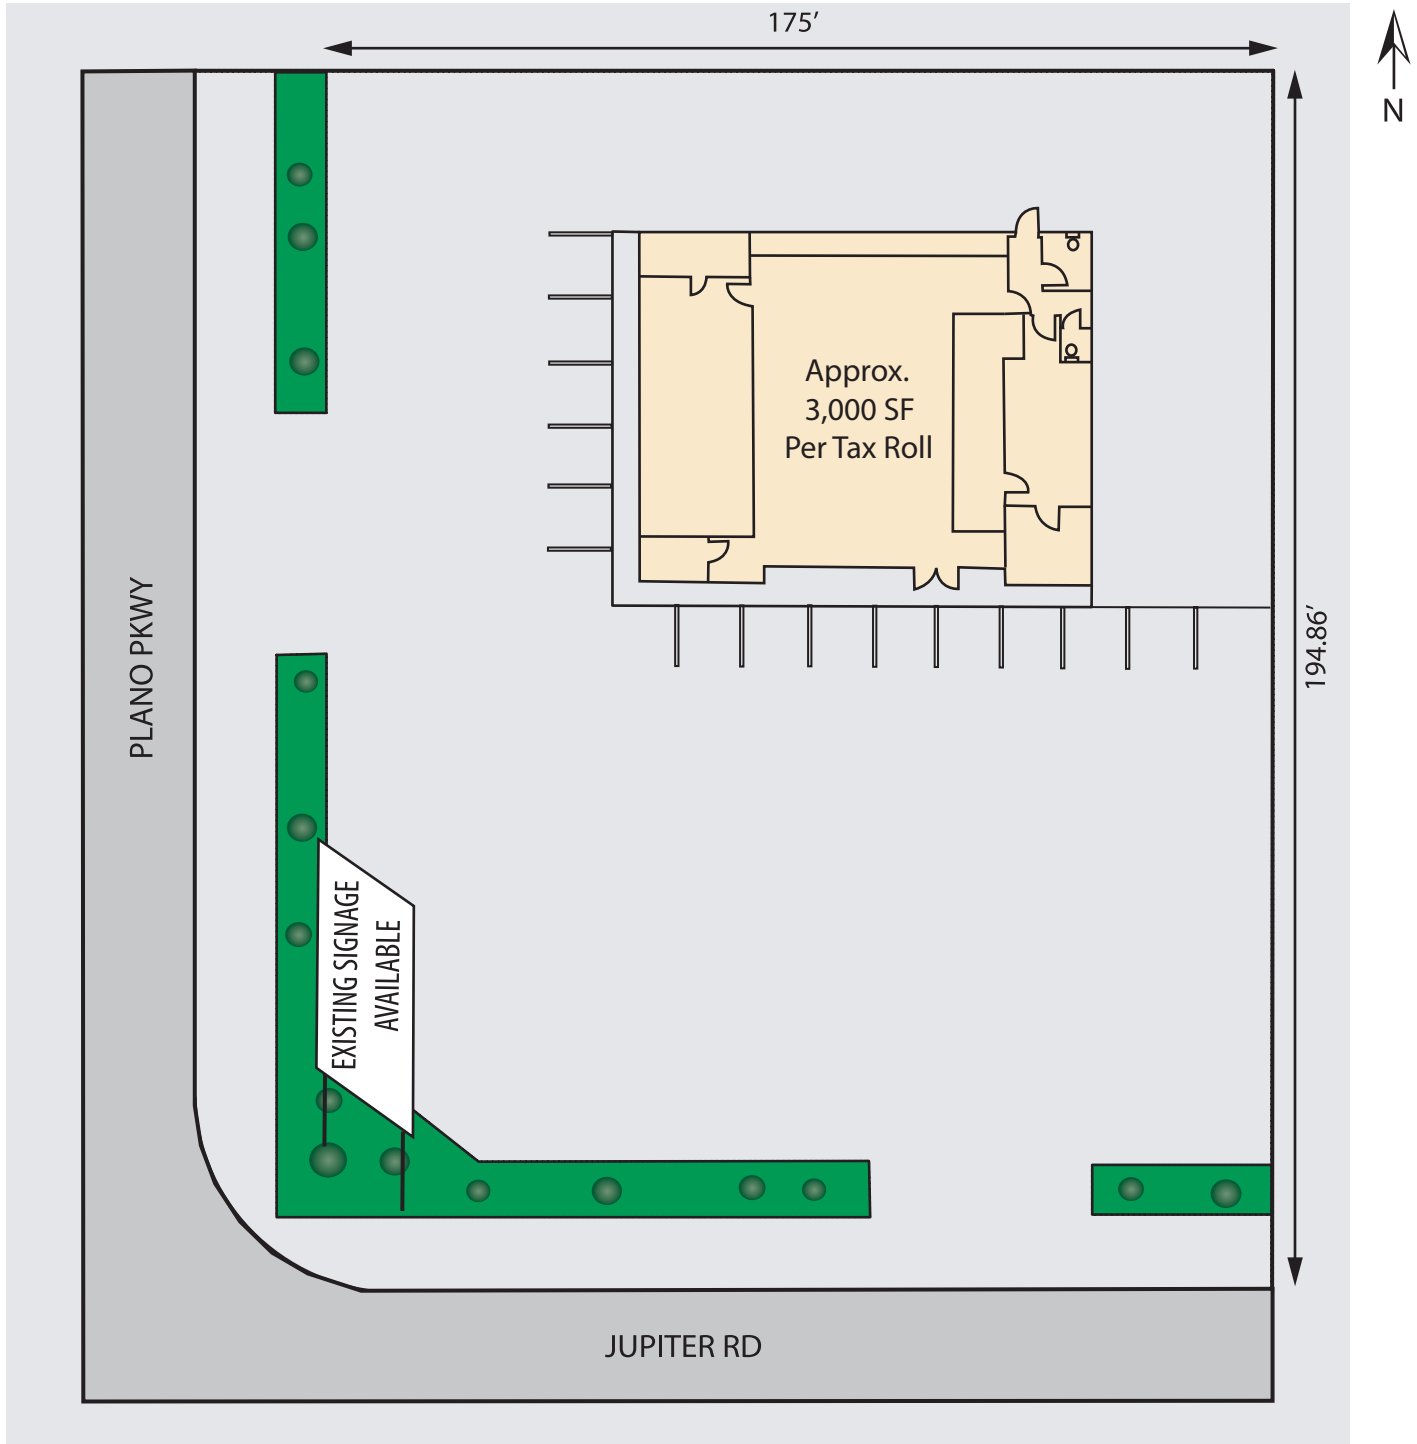 175’
N
Approx.
3,000 SF
Per Tax Roll
194.86’
PLANO PKWY
EXISTING SIGNAGE
AVAILABLE
JUPITER RD